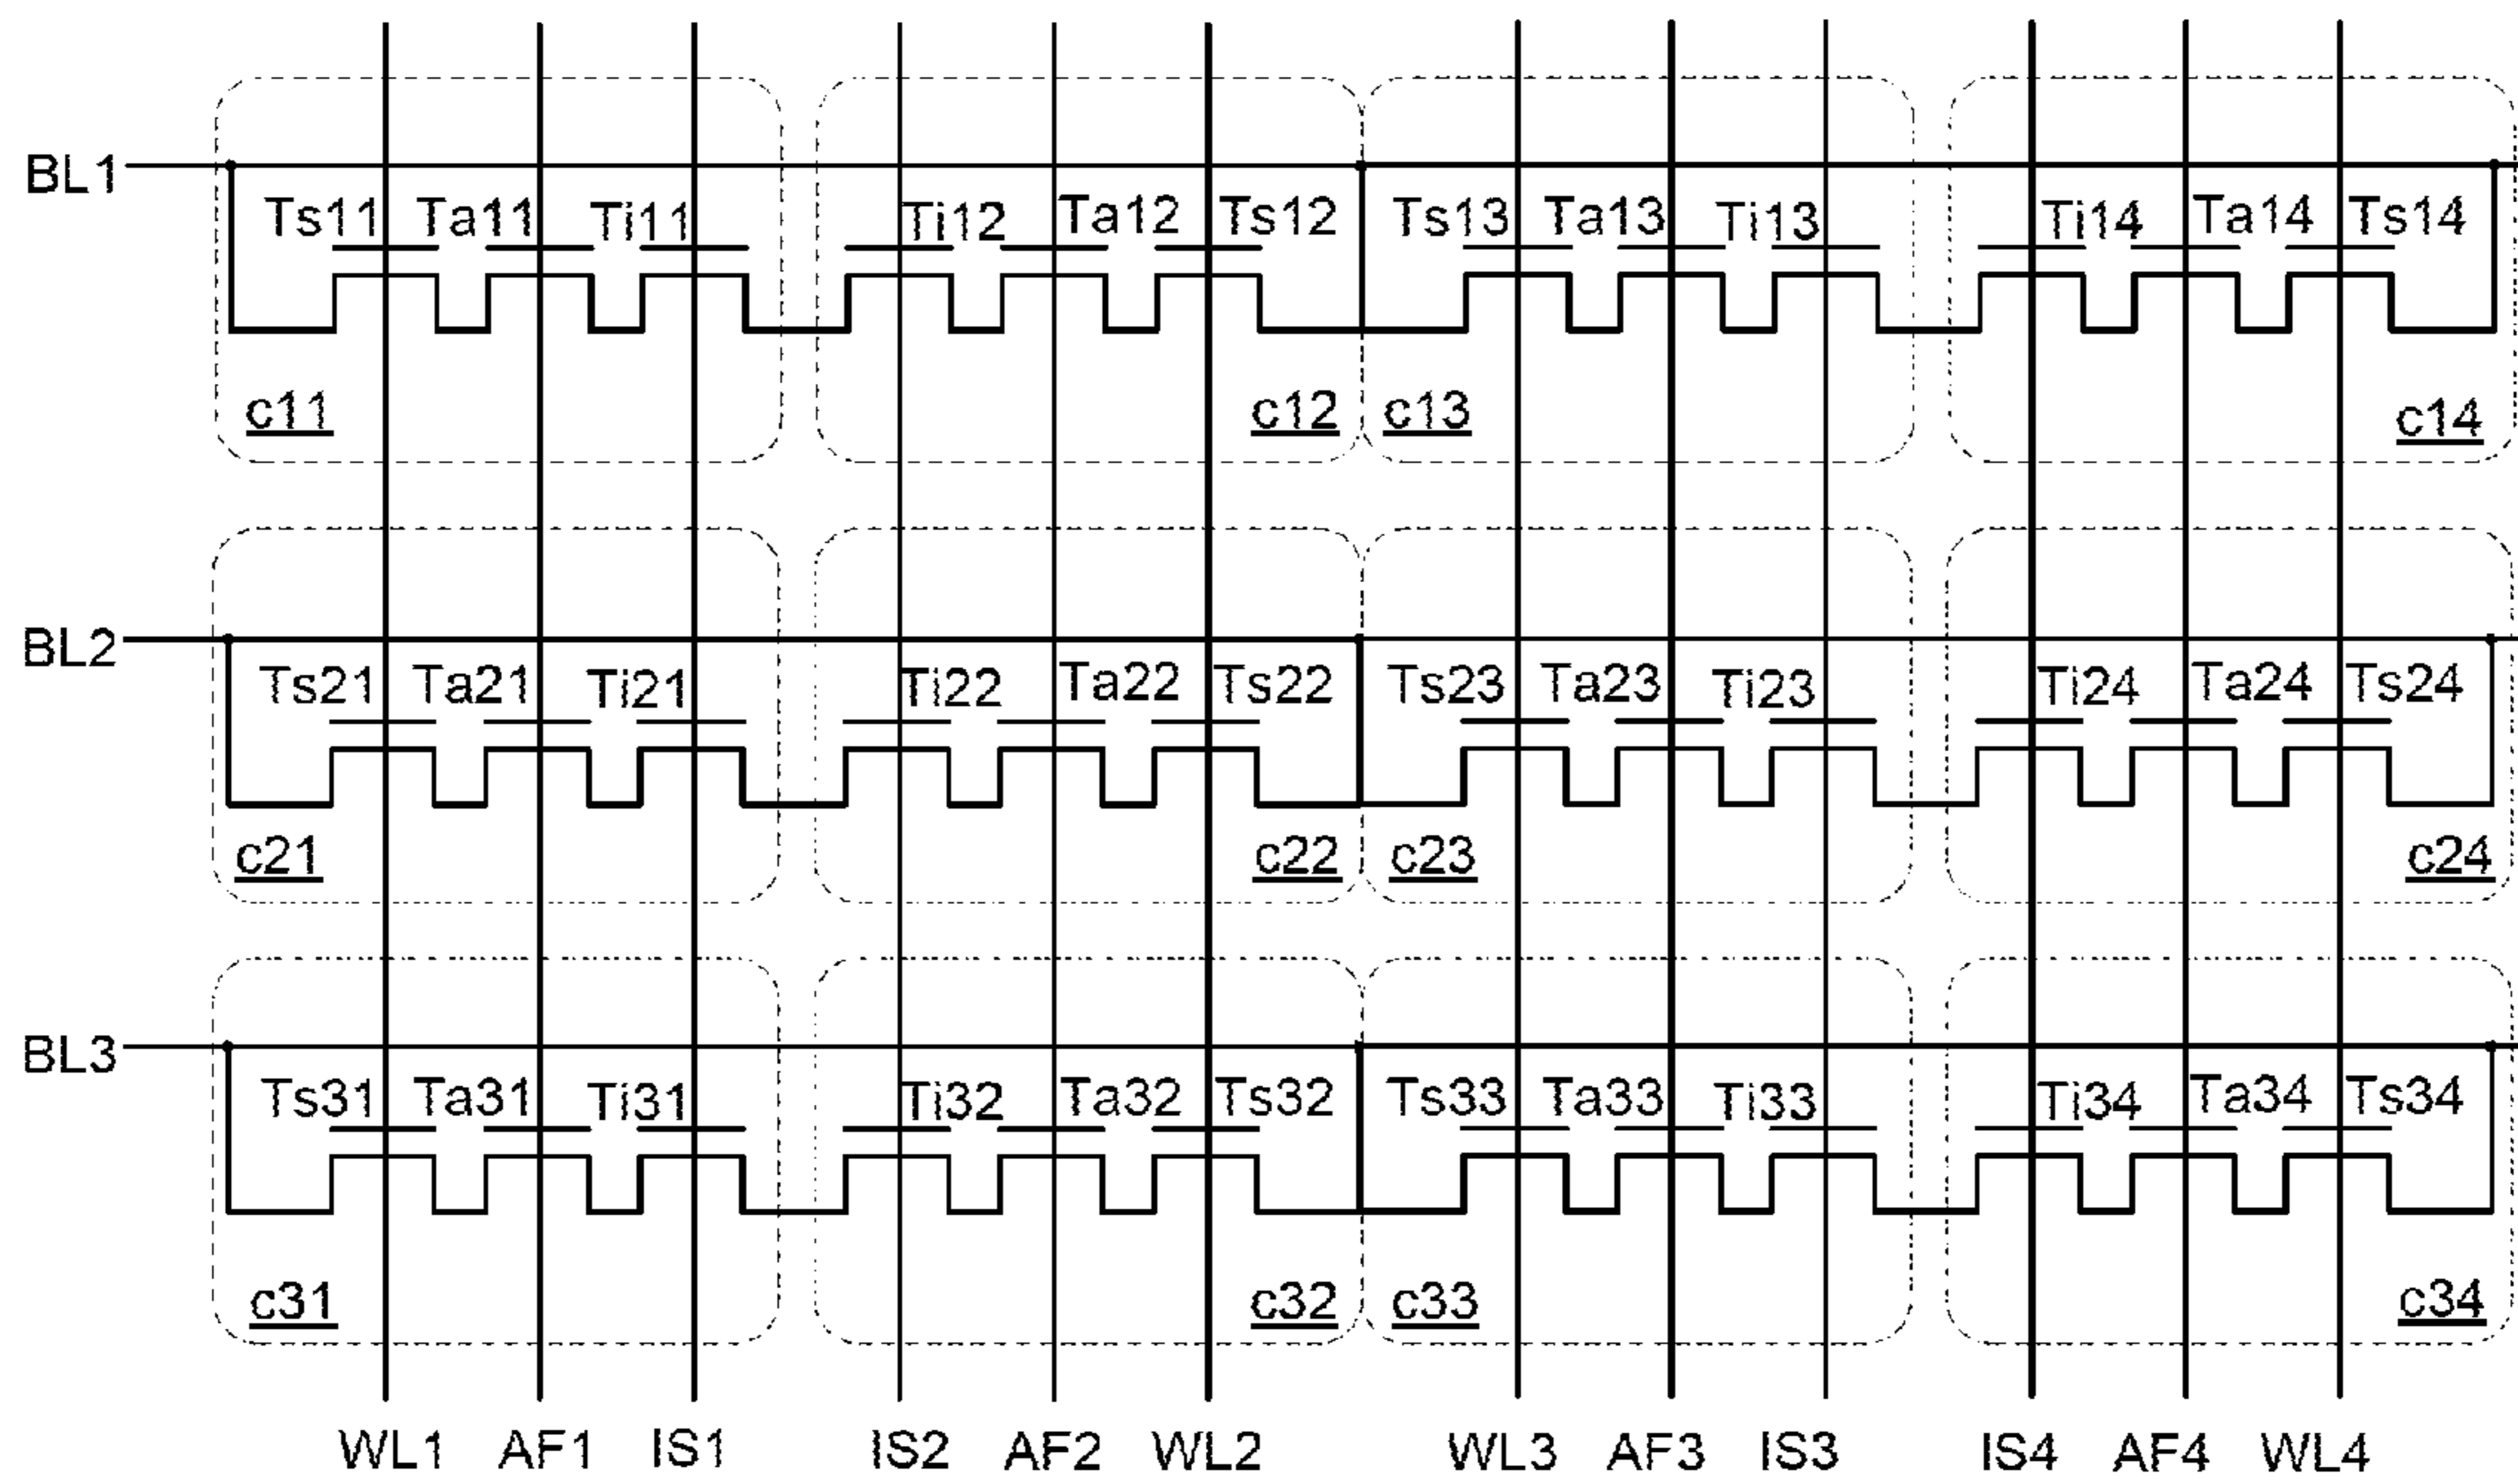 BL1
Ts11 Ta11 Ti11 Ti12 Ta12 Ts12 Ts13 Ta13 Ti13 Ti14 Ta14 Ts14
c11 c12 c13 c14
BL2
Ts21 Ta21 Ti21 Ti22 Ta22 Ts22 Ts23 Ta23 Ti23 Ti24 Ta24 Ts24
c21 c22 c23 c24
BL3
Ts31 Ta31 Ti31 Ti32 Ta32 Ts32 Ts33 Ta33 Ti33 Ti34 Ta34 Ts34
c31 c32 c33 c34
WL1 AF1 IS1 IS2 AF2 WL2 WL3 AF3 IS3 IS4 AF4 WL4